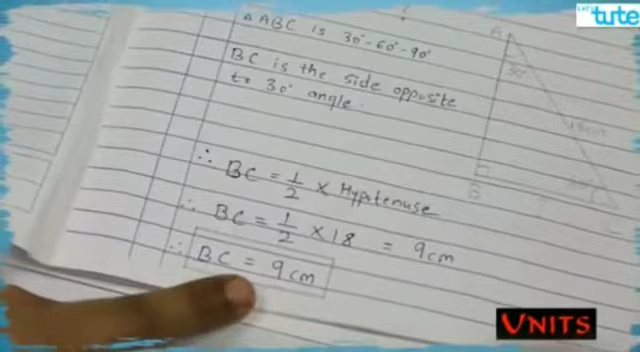 Let's tute
△ ABC is 30°-60°-90°
BC is the side opposite
to 30° angle.
∴ BC = 1/2 × Hypotenuse
∴ BC = 1/2 × 18 = 9cm
∴ BC = 9cm
A
30°
B
UNITS